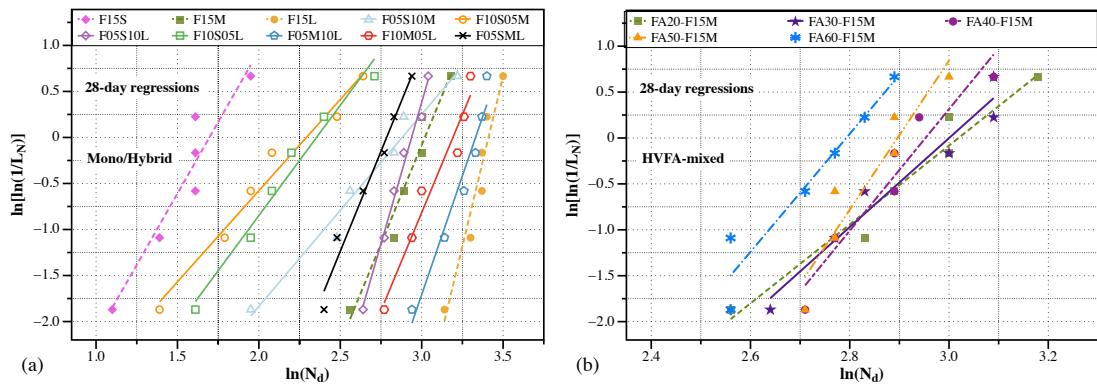 F15S F15M F15L F05S10M F10S05M
F05S10L F10S05L F05M10L F10M05L F05SML
1.0
0.5
0
−0.5
−1.0
−1.5
−2.0
ln[ln(1/L_N)]
28-day regressions
Mono/Hybrid
1.0 1.5 2.0 2.5 3.0 3.5
ln(N_d)
(a)
FA20-F15M FA30-F15M FA40-F15M
FA50-F15M FA60-F15M
1.0
0.5
0.0
−0.5
−1.0
−1.5
−2.0
ln[ln(1/L_N)]
28-day regressions
HVFA-mixed
2.4 2.6 2.8 3.0 3.2
ln(N_d)
(b)